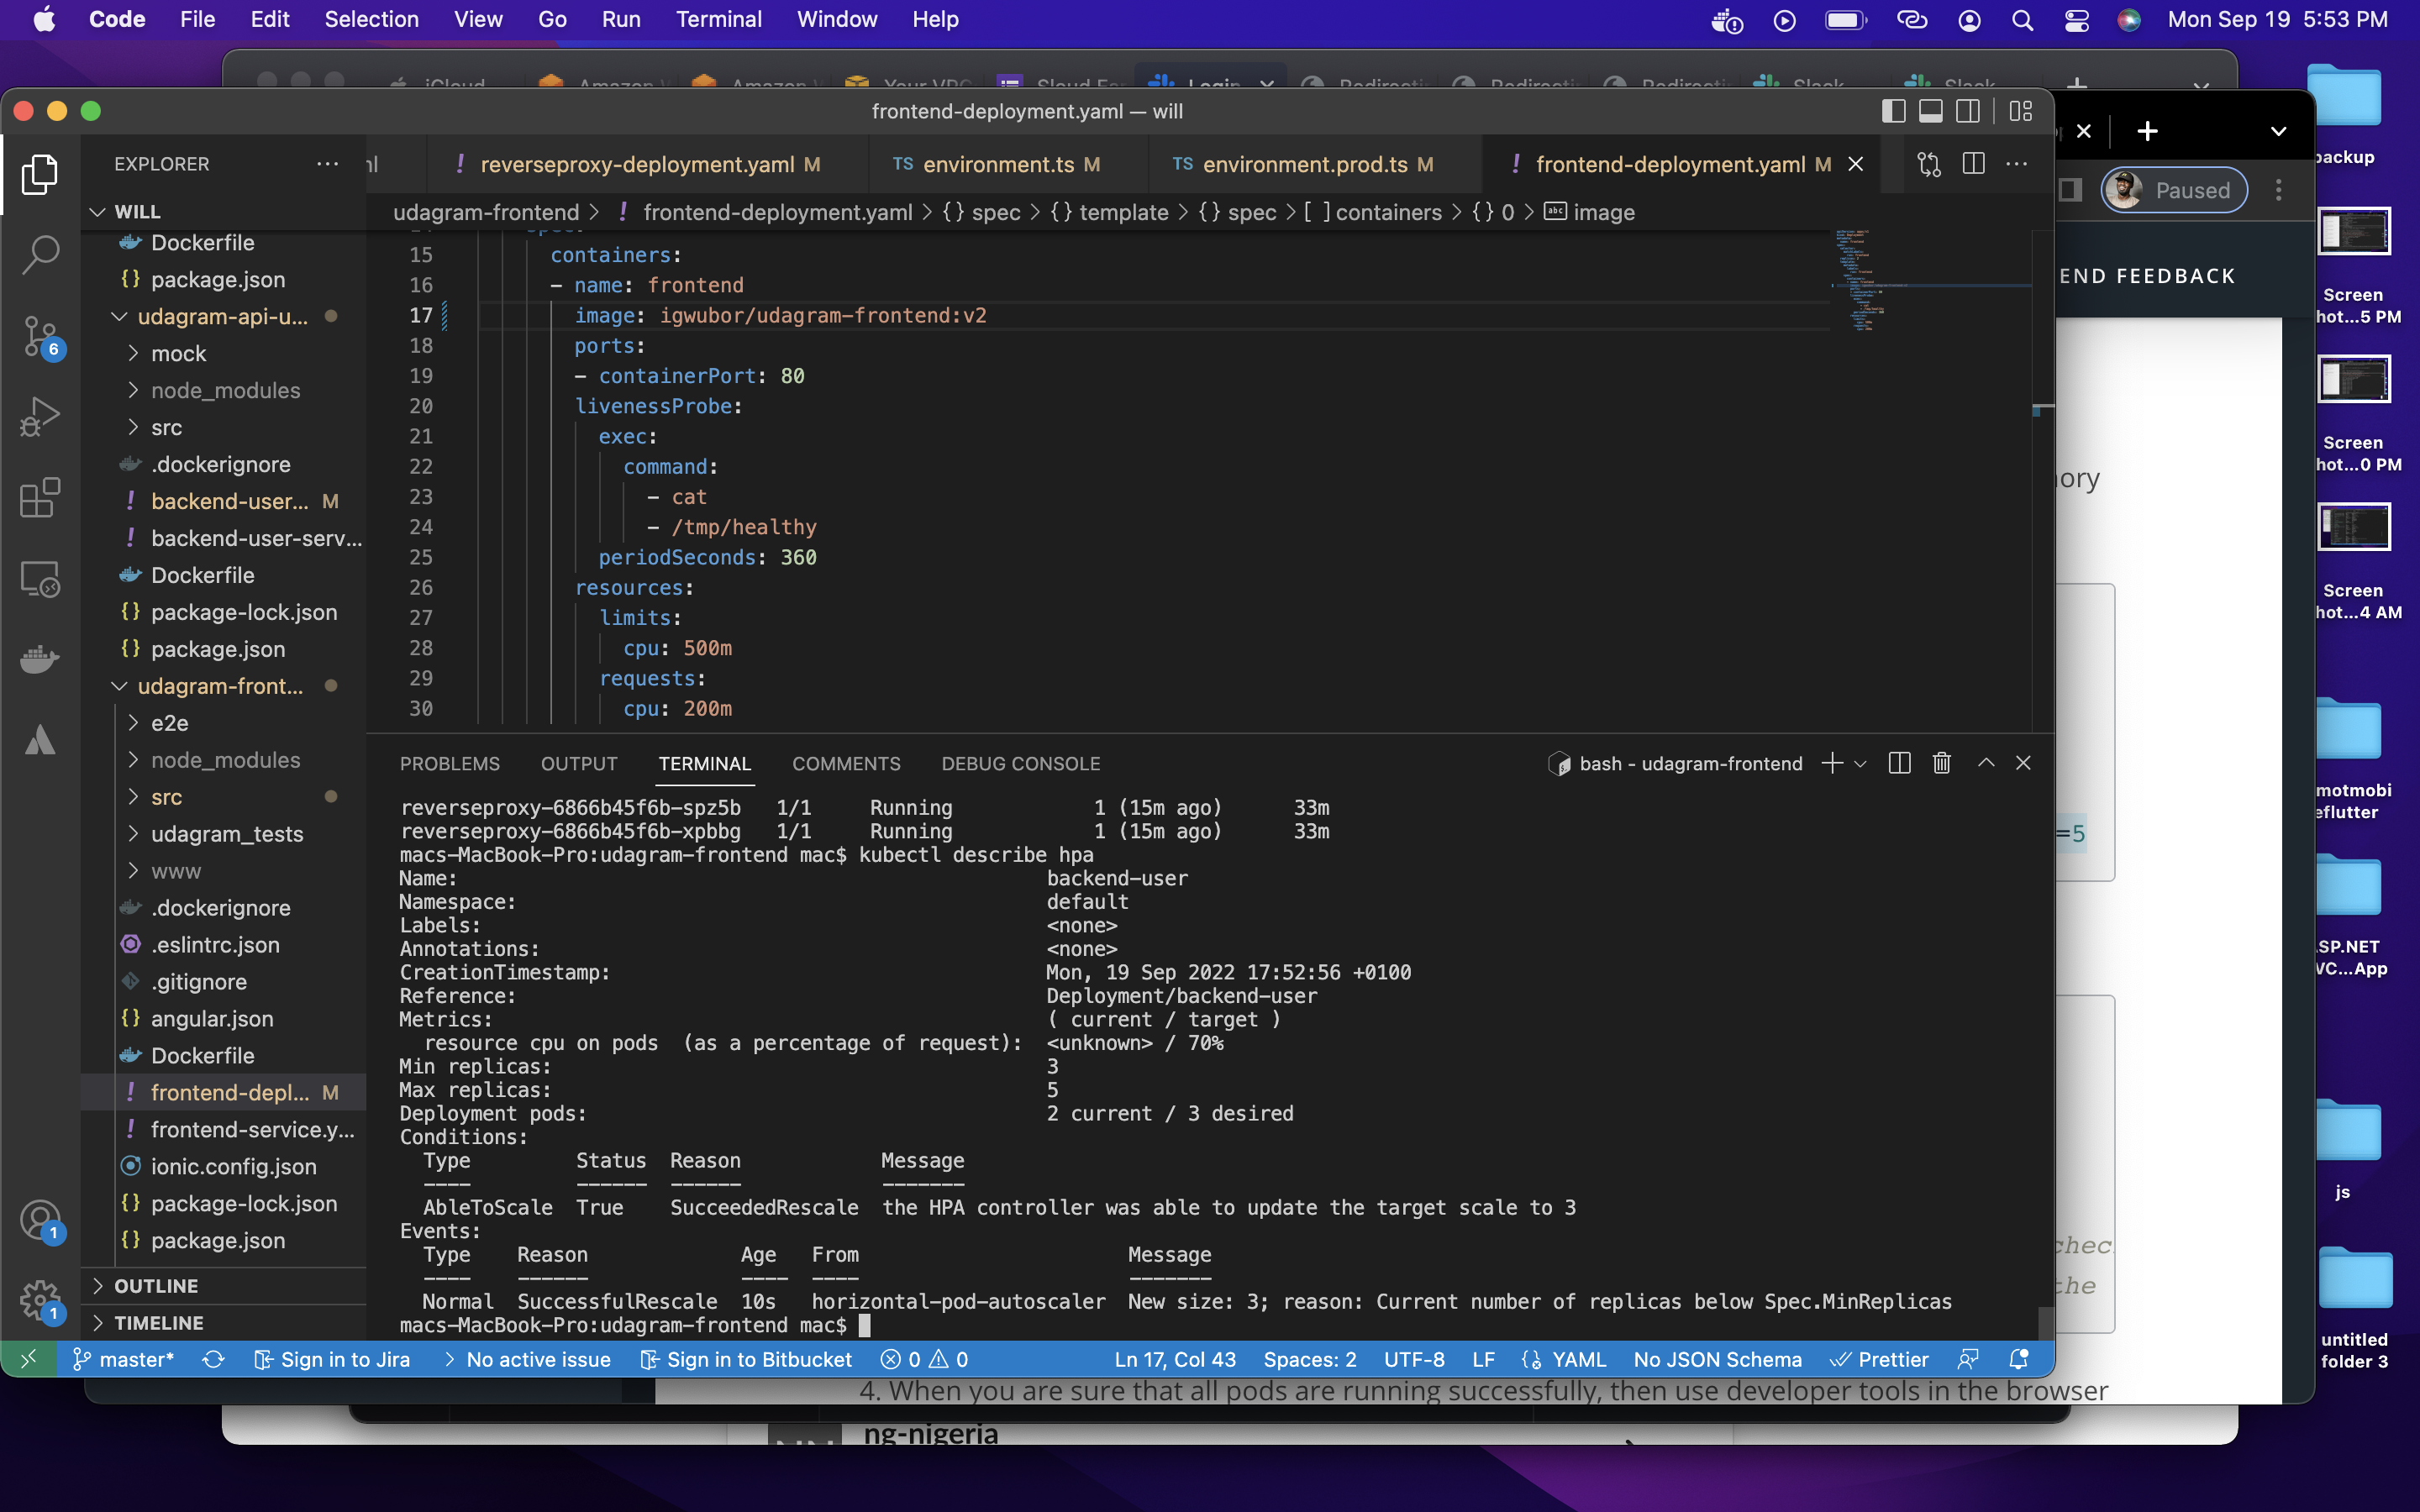 Code File Edit Selection View Go Run Terminal Window Help Mon Sep 19 5:53 PM
iCloud Amazon Amazon Your VPC Login Slack Slack
frontend-deployment.yaml — will
EXPLORER
reverseproxy-deployment.yaml M
TS environment.ts M
TS environment.prod.ts M
frontend-deployment.yaml M
WILL
udagram-frontend > frontend-deployment.yaml > {} spec > {} template > {} spec > [ ] containers > {} 0 > abc image
Dockerfile
package.json
udagram-api-u...
mock
node_modules
src
.dockerignore
backend-user... M
backend-user-serv...
Dockerfile
package-lock.json
package.json
udagram-front...
e2e
node_modules
src
udagram_tests
www
.dockerignore
.eslintrc.json
.gitignore
angular.json
Dockerfile
frontend-depl... M
frontend-service.y...
ionic.config.json
package-lock.json
package.json
OUTLINE
TIMELINE
6
1
1
15 containers:
16 - name: frontend
17 image: igwubor/udagram-frontend:v2
18 ports:
19 - containerPort: 80
20 livenessProbe:
21 exec:
22 command:
23 - cat
24 - /tmp/healthy
25 periodSeconds: 360
26 resources:
27 limits:
28 cpu: 500m
29 requests:
30 cpu: 200m
PROBLEMS OUTPUT TERMINAL COMMENTS DEBUG CONSOLE bash - udagram-frontend
reverseproxy-6866b45f6b-spz5b 1/1 Running 1 (15m ago) 33m
reverseproxy-6866b45f6b-xpbbg 1/1 Running 1 (15m ago) 33m
macs-MacBook-Pro:udagram-frontend mac$ kubectl describe hpa
Name: backend-user
Namespace: default
Labels: <none>
Annotations: <none>
CreationTimestamp: Mon, 19 Sep 2022 17:52:56 +0100
Reference: Deployment/backend-user
Metrics: ( current / target )
resource cpu on pods (as a percentage of request): <unknown> / 70%
Min replicas: 3
Max replicas: 5
Deployment pods: 2 current / 3 desired
Conditions:
Type Status Reason Message
---- ------ ------ -------
AbleToScale True SucceededRescale the HPA controller was able to update the target scale to 3
Events:
Type Reason Age From Message
---- ------ ---- ---- -------
Normal SuccessfulRescale 10s horizontal-pod-autoscaler New size: 3; reason: Current number of replicas below Spec.MinReplicas
macs-MacBook-Pro:udagram-frontend mac$
master* Sign in to Jira No active issue Sign in to Bitbucket 0 0 Ln 17, Col 43 Spaces: 2 UTF-8 LF YAML No JSON Schema Prettier
Paused
END FEEDBACK
ory
=5
chec
the
4. When you are sure that all pods are running successfully, then use developer tools in the browser
ng-nigeria
backup
Screen
hot...5 PM
Screen
hot...0 PM
Screen
hot...4 AM
motmobi
eflutter
SP.NET
VC...App
js
untitled
folder 3